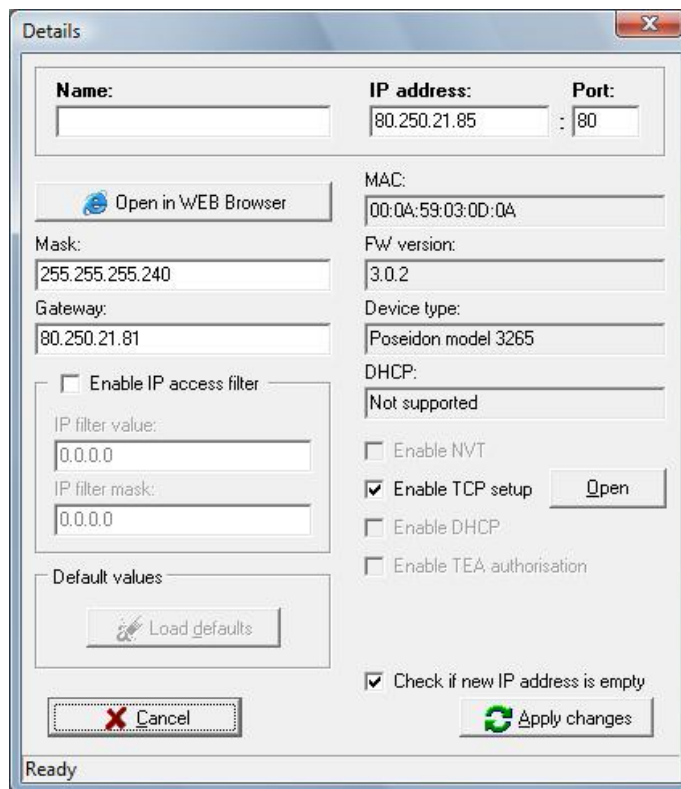 Details
Name:
IP address:
Port:
80.250.21.85
:
80
Open in WEB Browser
Mask:
255.255.255.240
Gateway:
80.250.21.81
Enable IP access filter
IP filter value:
0.0.0.0
IP filter mask:
0.0.0.0
Default values
Load defaults
MAC:
00:0A:59:03:0D:0A
FW version:
3.0.2
Device type:
Poseidon model 3265
DHCP:
Not supported
Enable NVT
Enable TCP setup
Open
Enable DHCP
Enable TEA authorisation
Check if new IP address is empty
Cancel
Apply changes
Ready